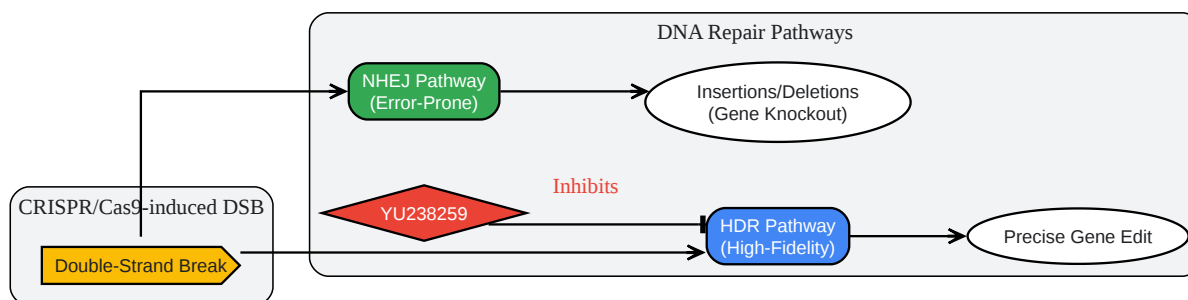 DNA Repair Pathways
NHEJ Pathway
(Error-Prone)
Insertions/Deletions
(Gene Knockout)
Inhibits
CRISPR/Cas9-induced DSB
YU238259
HDR Pathway
(High-Fidelity)
Precise Gene Edit
Double-Strand Break